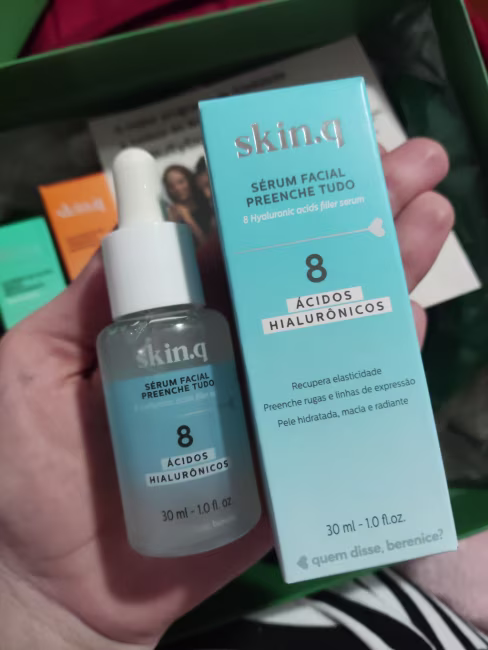 skin.q
SÉRUM FACIAL
PREENCHE TUDO
8 Hyaluronic acids filler serum
8
ÁCIDOS
HIALURÔNICOS
Recupera elasticidade
Preenche rugas e linhas de expressão
Pele hidratada, macia e radiante
30 ml - 1.0 fl.oz.
quem disse, berenice?
skin.q
SÉRUM FACIAL
PREENCHE TUDO
8
ÁCIDOS
HIALURÔNICOS
30 ml - 1.0 fl. oz
skin.q